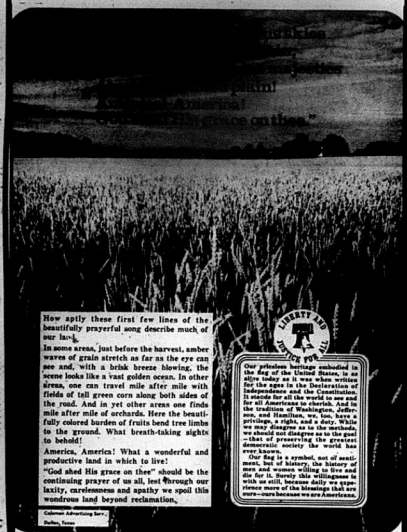 skies
plain!
America!
His grace on thee."
How aptly these first few lines of the
beautifully prayerful song describe much of
our land.
In some areas, just before the harvest, amber
waves of grain stretch as far as the eye can
see and, with a brisk breeze blowing, the
scene looks like a vast golden ocean. In other
areas, one can travel mile after mile with
fields of tall green corn along both sides of
the road. And in yet other areas one finds
mile after mile of orchards. Here the beauti-
fully colored burden of fruits bend tree limbs
to the ground. What breath-taking sights
to behold!
America, America! What a wonderful and
productive land in which to live!
"God shed His grace on thee" should be the
continuing prayer of us all, lest through our
laxity, carelessness and apathy we spoil this
wondrous land beyond reclamation.
Coleman Advertising Serv.,
Dallas, Texas
LIBERTY AND
JUSTICE FOR ALL
Our priceless heritage embodied in
the flag of the United States, is as
alive today as it was when written
for the ages in the Declaration of
Independence and the Constitution.
It stands for all the world to see and
for all Americans to cherish. And in
the tradition of Washington, Jeffer-
son, and Hamilton, we, too, have a
privilege, a right, and a duty. While
we may disagree as to the methods,
we should not disagree as to the goal
—that of preserving the greatest
democratic society the world has
ever known.
Our flag is a symbol, not of senti-
ment, but of history, the history of
men and women willing to live and
die for it. Surely this willingness is
with us still, because daily we expe-
rience more of the blessings that are
ours—ours because we are Americans.